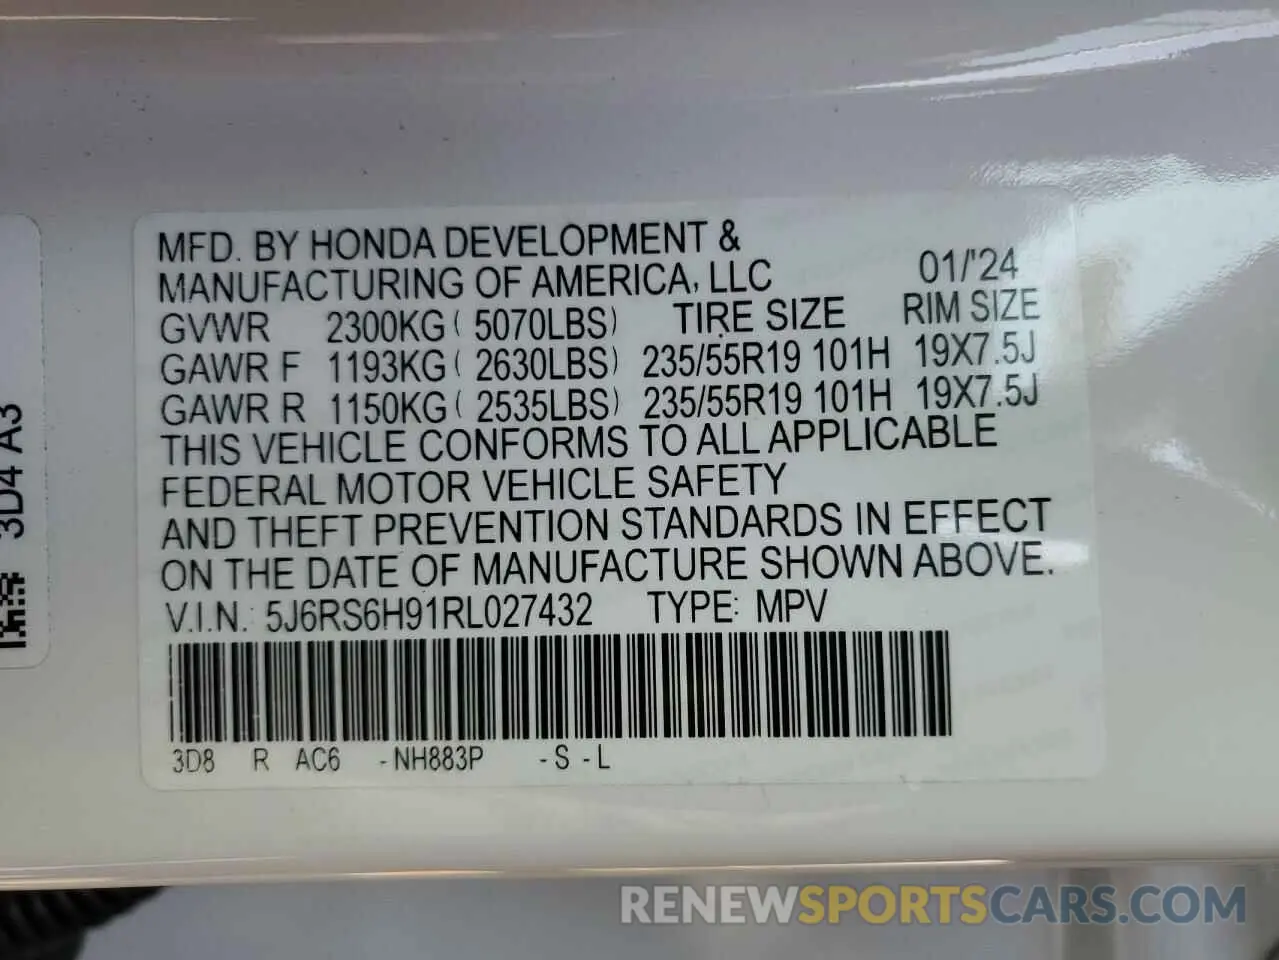 MFD. BY HONDA DEVELOPMENT &
MANUFACTURING OF AMERICA, LLC 01/'24
GVWR 2300KG ( 5070LBS) TIRE SIZE RIM SIZE
GAWR F 1193KG ( 2630LBS) 235/55R19 101H 19X7.5J
GAWR R 1150KG ( 2535LBS) 235/55R19 101H 19X7.5J
THIS VEHICLE CONFORMS TO ALL APPLICABLE
FEDERAL MOTOR VEHICLE SAFETY
AND THEFT PREVENTION STANDARDS IN EFFECT
ON THE DATE OF MANUFACTURE SHOWN ABOVE.
V.I.N.: 5J6RS6H91RL027432 TYPE: MPV
3D8 R AC6 -NH883P -S -L
3D4 A3
RENEWSPORTSCARS.COM